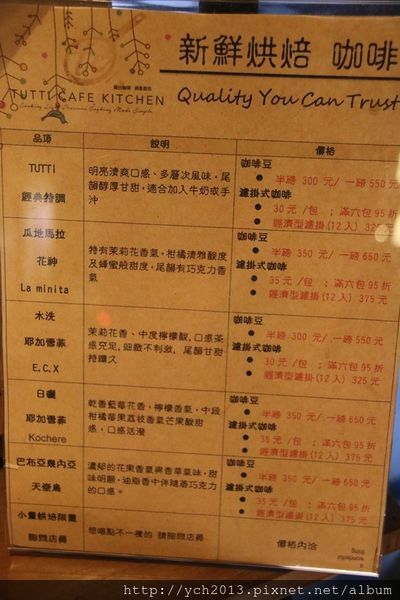 新鮮烘焙 咖啡
TUTTI CAFE KITCHEN
Quality You Can Trust
品項 說明 價格
TUTTI
經典特調
明亮清爽口感、多層次風味，尾
韻醇厚甘甜，適合加入牛奶或手
沖
咖啡豆
半磅 300 元/ 一磅 550 元
濾掛式咖啡
30 元 /包 ；滿六包 95 折
經濟型濾掛(12 入) 325 元
瓜地馬拉
花神
La minita
特有茉莉花香氣，柑橘清雅酸度
及蜂蜜般甜度，尾韻有巧克力香
氣
咖啡豆
半磅 350 元/ 一磅 650 元
濾掛式咖啡
35 元/包 ；滿六包 95 折
經濟型濾掛(12 入) 375 元
水洗
耶加雪菲
E.C.X
茉莉花香、中度檸檬酸，口感茶
感充足，細緻不刺激，尾韻甘甜
持續久
咖啡豆
半磅 300 元/ 一磅 550 元
濾掛式咖啡
30 元/包 ；滿六包 95 折
經濟型濾掛(12 入) 325 元
日曬
耶加雪菲
Kochere
乾香藍莓花香、檸檬香氣，中段
柑橘莓果荔枝香氣芒果酸甜
感，口感活潑
咖啡豆
半磅 350 元/ 一磅 650 元
濾掛式咖啡
35 元 /包 ；滿六包 95 折
經濟型濾掛(12 入) 375 元
巴布亞幾內亞
天堂鳥
濃郁的花果香氣與香草氣味，甜
味明顯，油脂香中伴隨著巧克力
的口感。
咖啡豆
半磅 350 元/ 一磅 650 元
濾掛式咖啡
35 元/包 ；滿六包 95 折
經濟型濾掛(12 入) 375 元
小量烘焙限量
詢問店員
想喝點不一樣的 請詢問店員
價格內洽
http://ych2013.pixnet.net/album